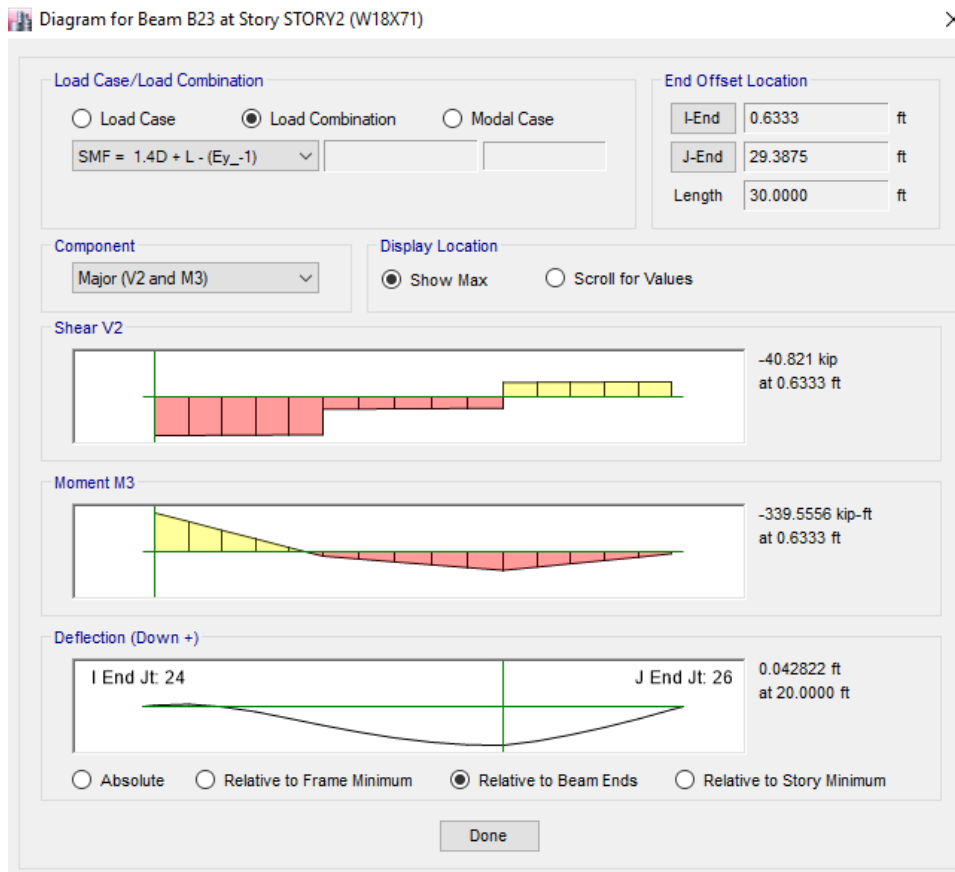 Diagram for Beam B23 at Story STORY2 (W18X71)
Load Case/Load Combination
Load Case
Load Combination
Modal Case
SMF = 1.4D + L - (Ey_-1)
End Offset Location
I-End 0.6333 ft
J-End 29.3875 ft
Length 30.0000 ft
Component
Major (V2 and M3)
Display Location
Show Max
Scroll for Values
Shear V2
-40.821 kip
at 0.6333 ft
Moment M3
-339.5556 kip-ft
at 0.6333 ft
Deflection (Down +)
I End Jt: 24
J End Jt: 26
0.042822 ft
at 20.0000 ft
Absolute
Relative to Frame Minimum
Relative to Beam Ends
Relative to Story Minimum
Done